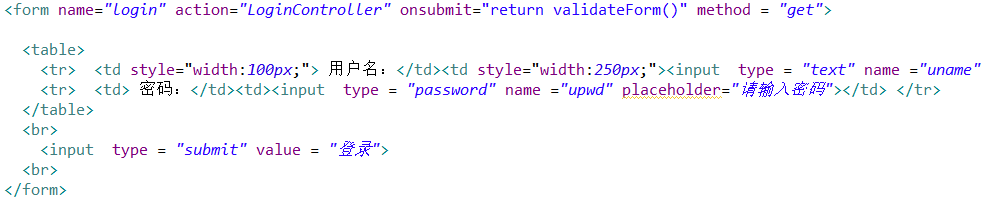 <form name="login" action="LoginController" onsubmit="return validateForm()" method = "get">
<table>
<tr> <td style="width:100px;"> 用户名：</td><td style="width:250px;"><input type = "text" name ="uname"
<tr> <td> 密码：</td><td><input type = "password" name ="upwd" placeholder="请输入密码"></td> </tr>
</table>
<br>
<input type = "submit" value = "登录">
<br>
</form>